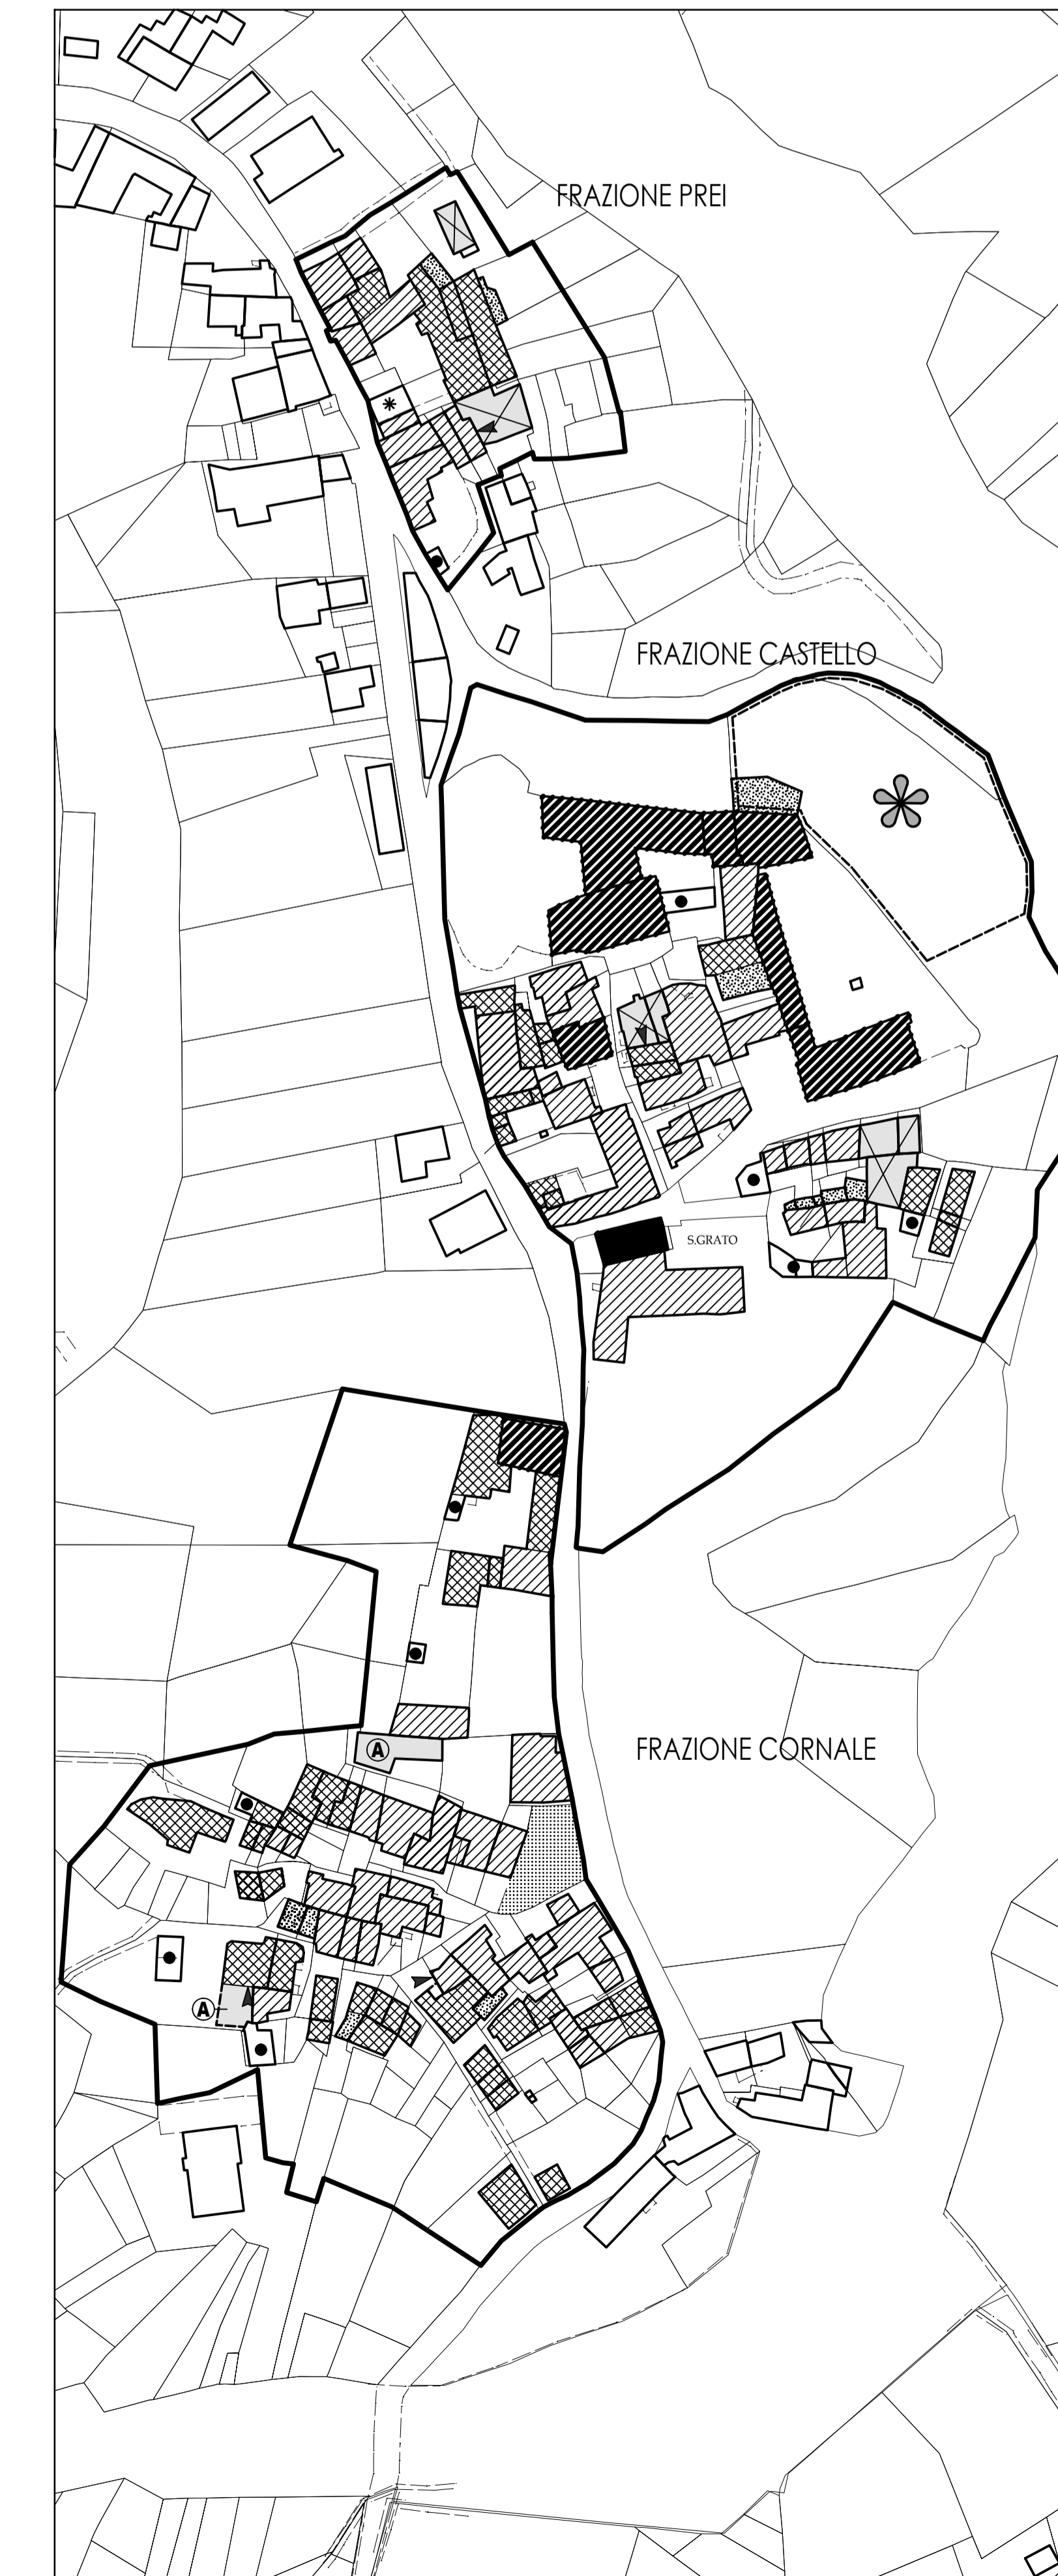 FRAZIONE PREI
FRAZIONE CASTELLO
S.GRATO
FRAZIONE CORNALE
A
A